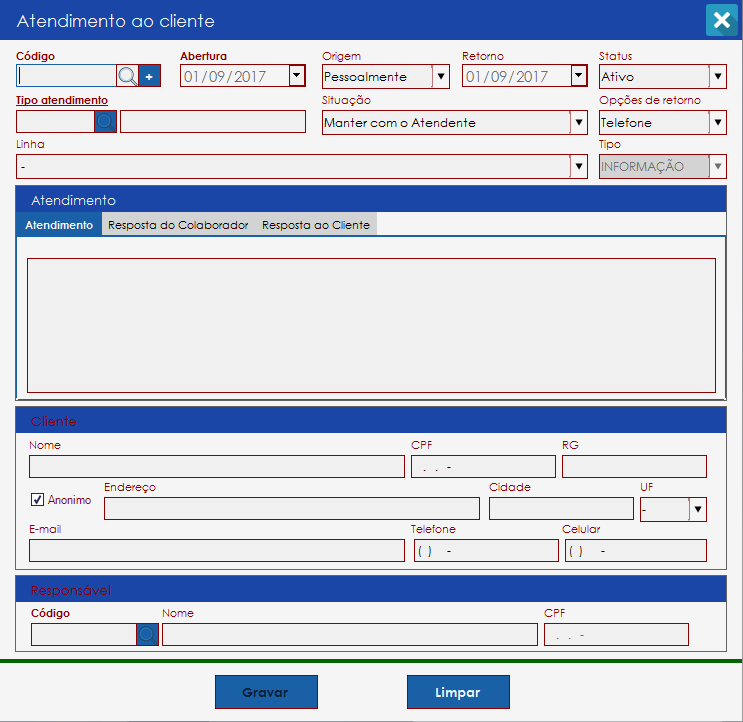 Atendimento ao cliente
Código Abertura Origem Retorno Status
+ 01/09/2017 Pessoalmente 01/09/2017 Ativo
Tipo atendimento Situação Opções de retorno
Manter com o Atendente Telefone
Linha Tipo
- INFORMAÇÃO
Atendimento
Atendimento Resposta do Colaborador Resposta ao Cliente
Cliente
Nome CPF RG
. . -
Endereço Cidade UF
Anonimo -
E-mail Telefone Celular
( ) - ( ) -
Responsável
Código Nome CPF
. . -
Gravar Limpar